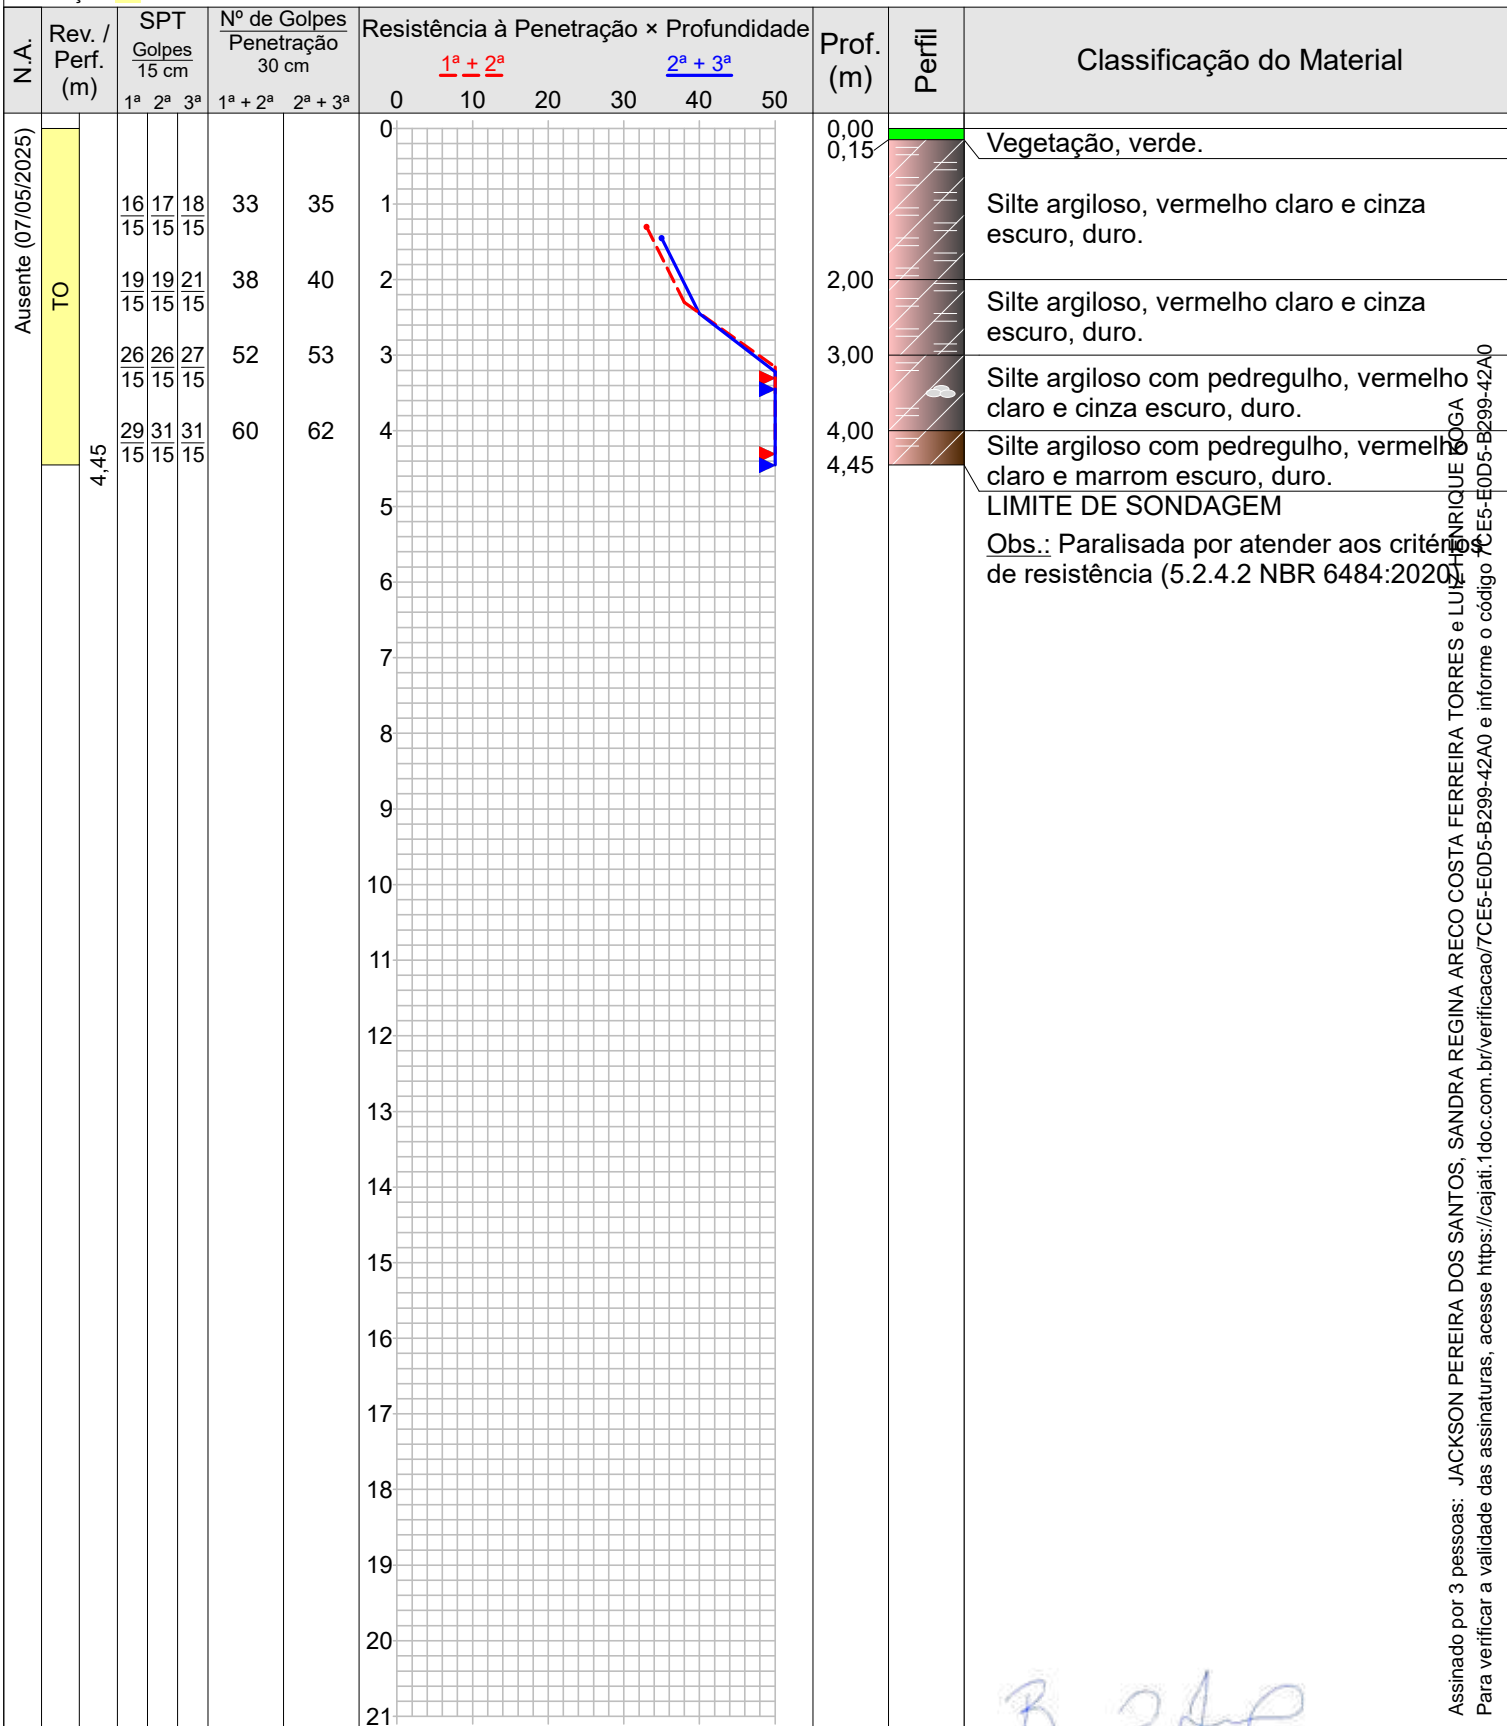 N.A.
Rev. /
Perf.
(m)
SPT
Golpes
15 cm
1ª 2ª 3ª
Nº de Golpes
Penetração
30 cm
1ª + 2ª 2ª + 3ª
Resistência à Penetração × Profundidade
1ª + 2ª 2ª + 3ª
0 10 20 30 40 50
Prof.
(m)
Perfil
Classificação do Material
Ausente (07/05/2025)
TO
4,45
16 17 18 33 35
15 15 15
19 19 21 38 40
15 15 15
26 26 27 52 53
15 15 15
29 31 31 60 62
15 15 15
0
1
2
3
4
5
6
7
8
9
10
11
12
13
14
15
16
17
18
19
20
21
0,00
0,15
2,00
3,00
4,00
4,45
Vegetação, verde.
Silte argiloso, vermelho claro e cinza
escuro, duro.
Silte argiloso, vermelho claro e cinza
escuro, duro.
Silte argiloso com pedregulho, vermelho
claro e cinza escuro, duro.
Silte argiloso com pedregulho, vermelho
claro e marrom escuro, duro.
LIMITE DE SONDAGEM
Obs.: Paralisada por atender aos critérios
de resistência (5.2.4.2 NBR 6484:2020).
Assinado por 3 pessoas: JACKSON PEREIRA DOS SANTOS, SANDRA REGINA ARECO COSTA FERREIRA TORRES e LUIZ HENRIQUE KOGA
Para verificar a validade das assinaturas, acesse https://cajati.1doc.com.br/verificacao/7CE5-E0D5-B299-42A0 e informe o código 7CE5-E0D5-B299-42A0